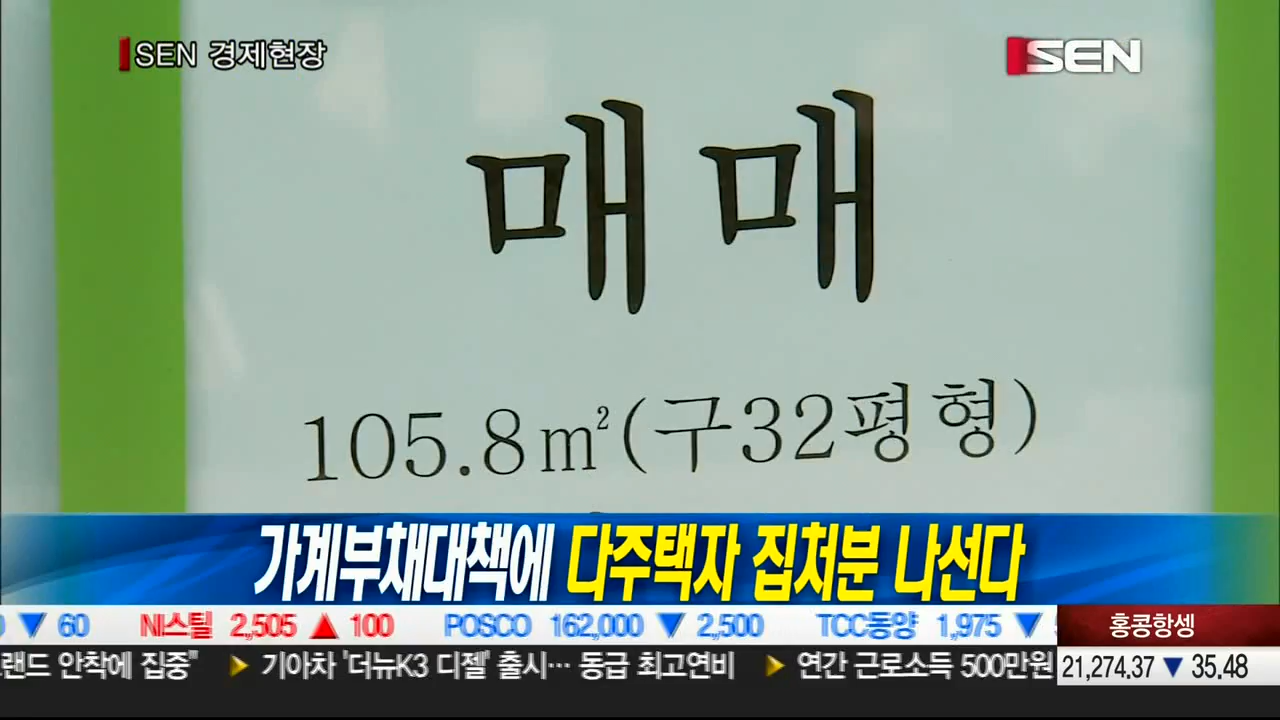 SEN 경제현장
SEN
매매
105.8㎡(구32평형)
가계부채대책에 다주택자 집처분 나선다
▼ 60 NI스틸 2,505 ▲ 100 POSCO 162,000 ▼ 2,500 TCC동양 1,975 ▼
홍콩항셍
랜드 안착에 집중" ▶ 기아차 '더뉴K3 디젤' 출시… 동급 최고연비 ▶ 연간 근로소득 500만원
21,274.37 ▼ 35.48